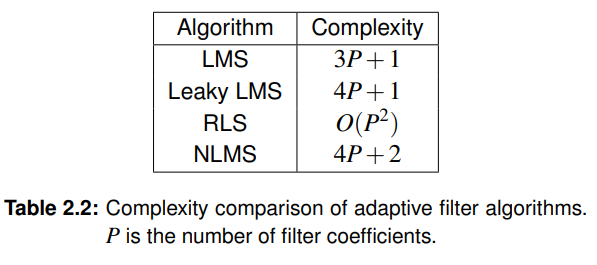 Algorithm Complexity
LMS 3P + 1
Leaky LMS 4P + 1
RLS O(P²)
NLMS 4P + 2
Table 2.2: Complexity comparison of adaptive filter algorithms.
P is the number of filter coefficients.